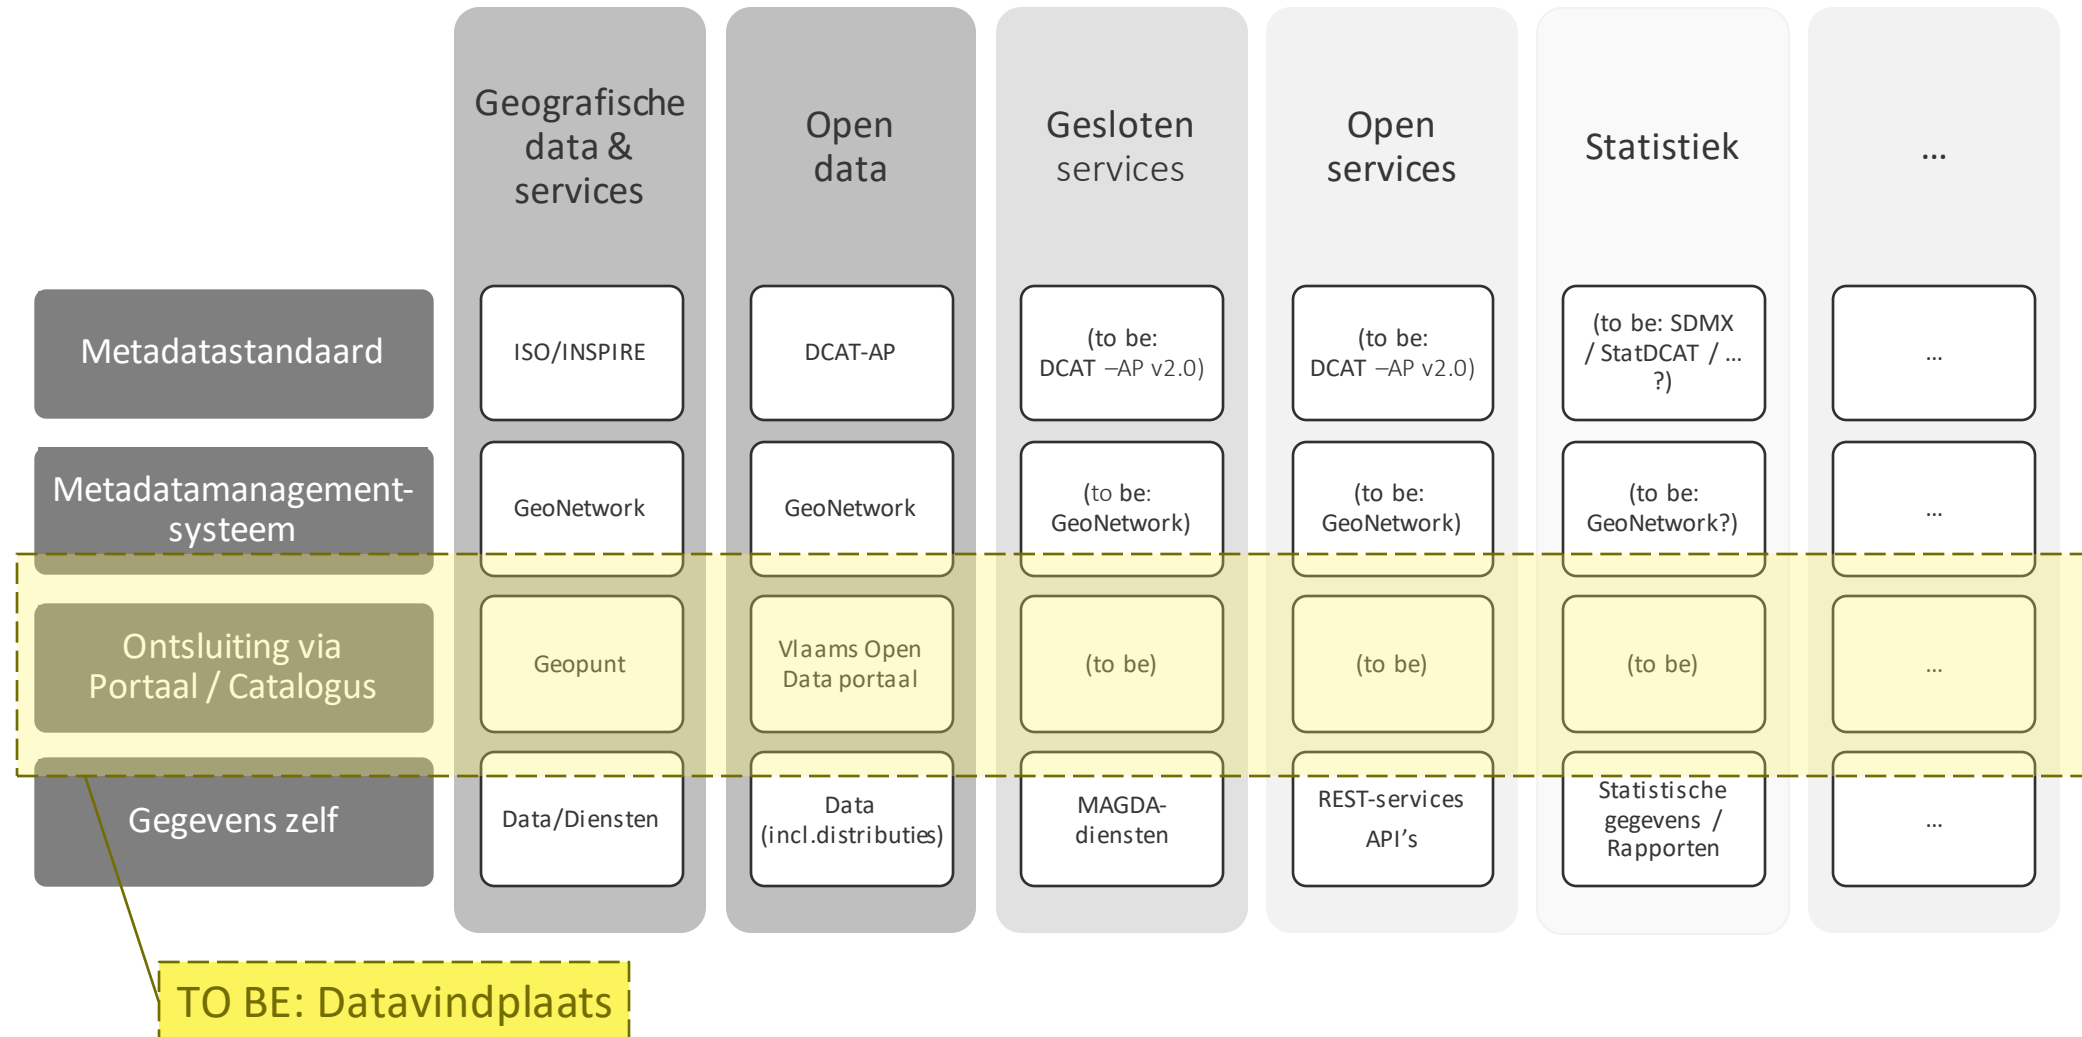 Geografische
data &
services
Open
data
Gesloten
services
Open
services
Statistiek
...
Metadatastandaard
ISO/INSPIRE
DCAT-AP
(to be:
DCAT –AP v2.0)
(to be:
DCAT –AP v2.0)
(to be: SDMX
/ StatDCAT / ...
?)
...
Metadatamanagement-
systeem
GeoNetwork
GeoNetwork
(to be:
GeoNetwork)
(to be:
GeoNetwork)
(to be:
GeoNetwork?)
...
Ontsluiting via
Portaal / Catalogus
Geopunt
Vlaams Open
Data portaal
(to be)
(to be)
(to be)
...
Gegevens zelf
Data/Diensten
Data
(incl.distributies)
MAGDA-
diensten
REST-services
API’s
Statistische
gegevens /
Rapporten
...
TO BE: Datavindplaats